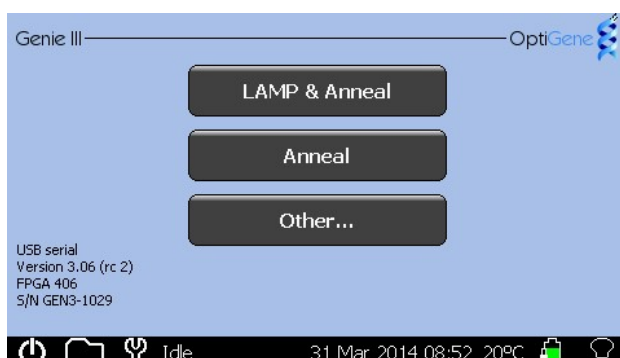 Genie III
OptiGene
LAMP & Anneal
Anneal
Other...
USB serial
Version 3.06 (rc 2)
FPGA 406
S/N GEN3-1029
Idle 31 Mar 2014 08:52 20ºC